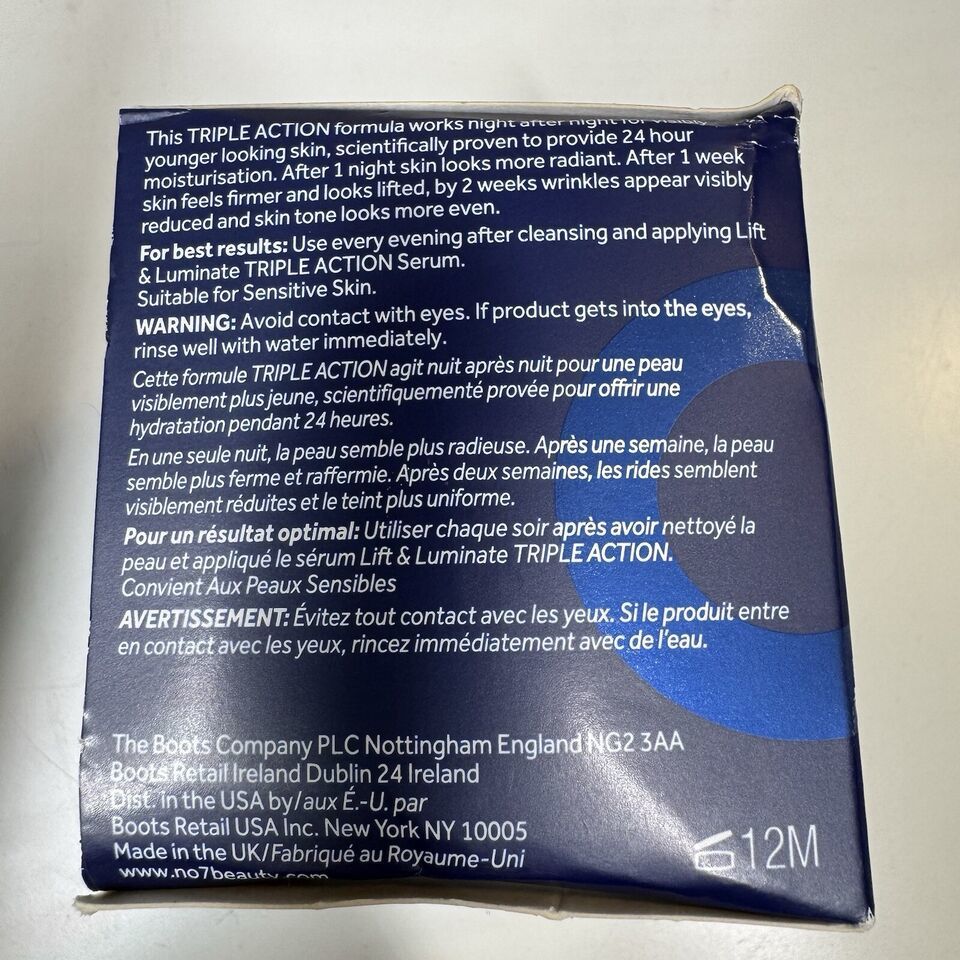 This TRIPLE ACTION formula works night after night for
younger looking skin, scientifically proven to provide 24 hour
moisturisation. After 1 night skin looks more radiant. After 1 week
skin feels firmer and looks lifted, by 2 weeks wrinkles appear visibly
reduced and skin tone looks more even.
For best results: Use every evening after cleansing and applying Lift
& Luminate TRIPLE ACTION Serum.
Suitable for Sensitive Skin.
WARNING: Avoid contact with eyes. If product gets into the eyes,
rinse well with water immediately.
Cette formule TRIPLE ACTION agit nuit après nuit pour une peau
visiblement plus jeune, scientifiquementé provée pour offrir une
hydratation pendant 24 heures.
En une seule nuit, la peau semble plus radieuse. Après une semaine, la peau
semble plus ferme et raffermie. Après deux semaines, les rides semblent
visiblement réduites et le teint plus uniforme.
Pour un résultat optimal: Utiliser chaque soir après avoir nettoyé la
peau et appliqué le sérum Lift & Luminate TRIPLE ACTION.
Convient Aux Peaux Sensibles
AVERTISSEMENT: Évitez tout contact avec les yeux. Si le produit entre
en contact avec les yeux, rincez immédiatement avec de l'eau.
The Boots Company PLC Nottingham England NG2 3AA
Boots Retail Ireland Dublin 24 Ireland
Dist. in the USA by/aux É.-U. par
Boots Retail USA Inc. New York NY 10005
Made in the UK/Fabriqué au Royaume-Uni
www.no7beauty.com
12M